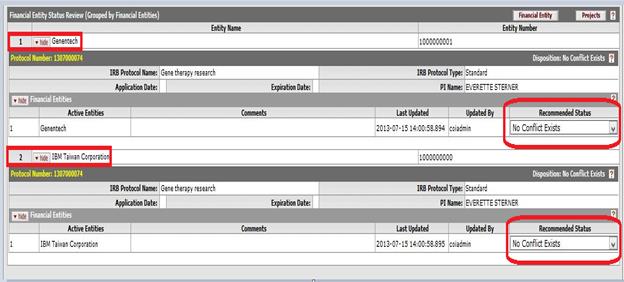 Financial Entity Status Review (Grouped by Financial Entities) Financial Entity Projects ?
Entity Name Entity Number
1 ▼ hide Genentech 1000000001
Protocol Number: 1307000074 Disposition: No Conflict Exists ?
IRB Protocol Name: Gene therapy research IRB Protocol Type: Standard
Application Date: Expiration Date: PI Name: EVERETTE STERNER
▼ hide Financial Entities ?
Active Entities Comments Last Updated Updated By Recommended Status
1 Genentech 2013-07-15 14:00:58.894 coiadmin No Conflict Exists
2 ▼ hide IBM Taiwan Corporation 1000000000
Protocol Number: 1307000074 Disposition: No Conflict Exists ?
IRB Protocol Name: Gene therapy research IRB Protocol Type: Standard
Application Date: Expiration Date: PI Name: EVERETTE STERNER
▼ hide Financial Entities ?
Active Entities Comments Last Updated Updated By Recommended Status
1 IBM Taiwan Corporation 2013-07-15 14:00:58.895 coiadmin No Conflict Exists